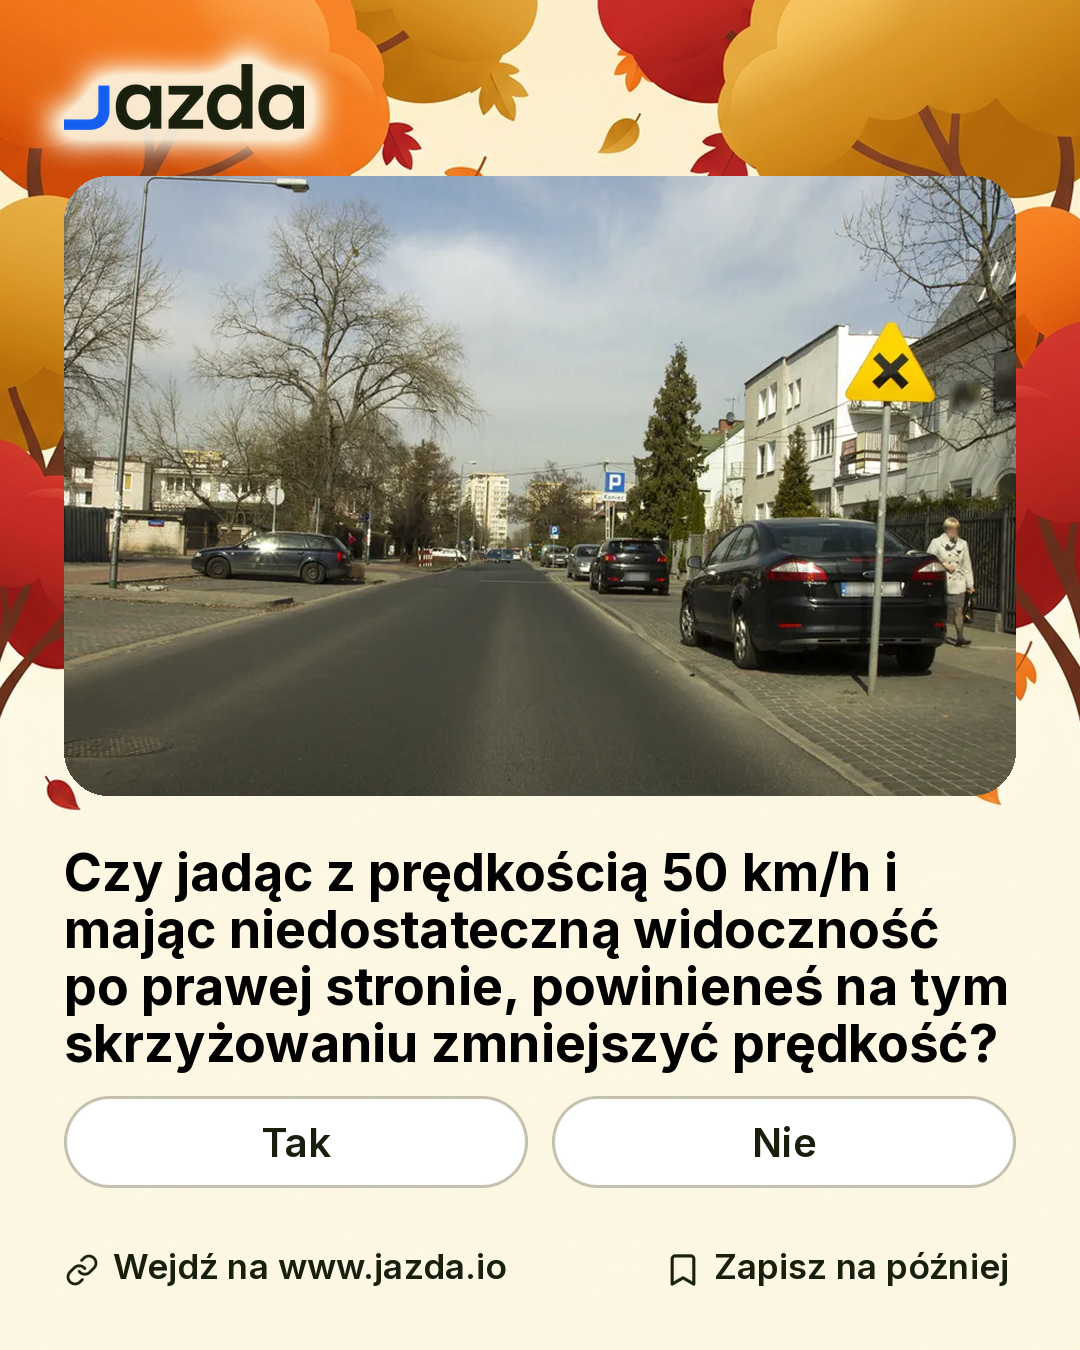 Jazda
P
Koniec
P
Czy jadąc z prędkością 50 km/h i
mając niedostateczną widoczność
po prawej stronie, powinieneś na tym
skrzyżowaniu zmniejszyć prędkość?
Tak
Nie
Wejdź na www.jazda.io
Zapisz na później